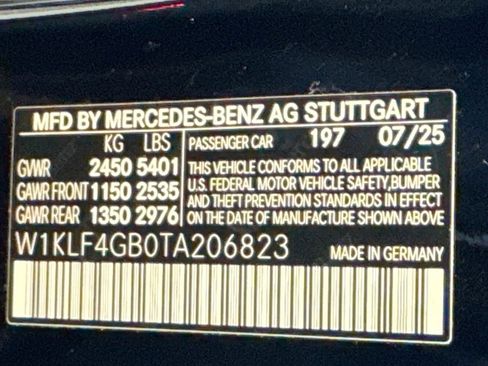 MFD BY MERCEDES-BENZ AG STUTTGART
KG LBS PASSENGER CAR 197 07/25
GVWR 2450 5401
GAWR FRONT 1150 2535
GAWR REAR 1350 2976
THIS VEHICLE CONFORMS TO ALL APPLICABLE
U.S. FEDERAL MOTOR VEHICLE SAFETY,BUMPER
AND THEFT PREVENTION STANDARDS IN EFFECT
ON THE DATE OF MANUFACTURE SHOWN ABOVE
W1KLF4GB0TA206823 MADE IN GERMANY